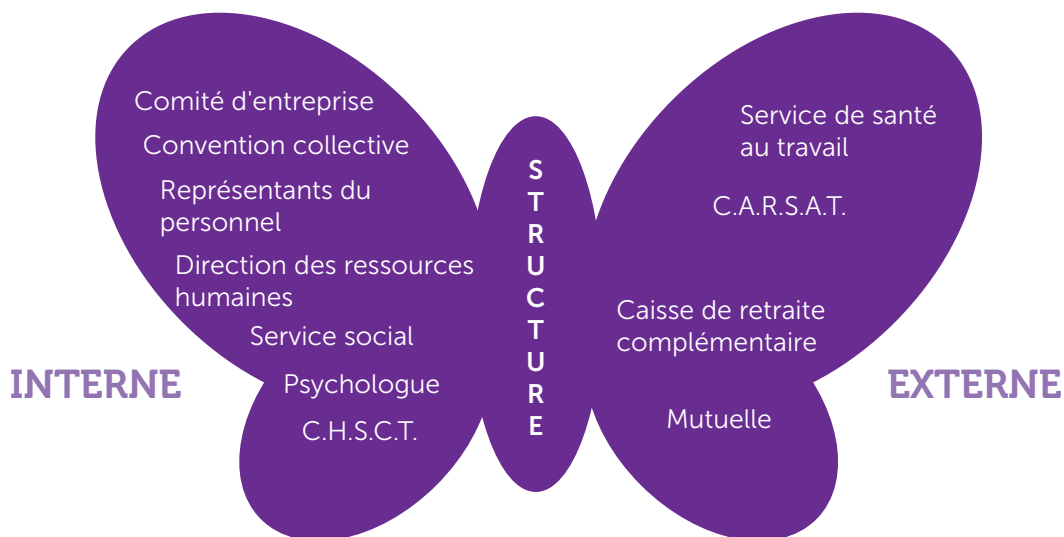 Comité d'entreprise
Convention collective
Représentants du
personnel
Direction des ressources
humaines
Service social
Psychologue
C.H.S.C.T.
INTERNE
STRUCTURE
Service de santé
au travail
C.A.R.S.A.T.
Caisse de retraite
complémentaire
Mutuelle
EXTERNE